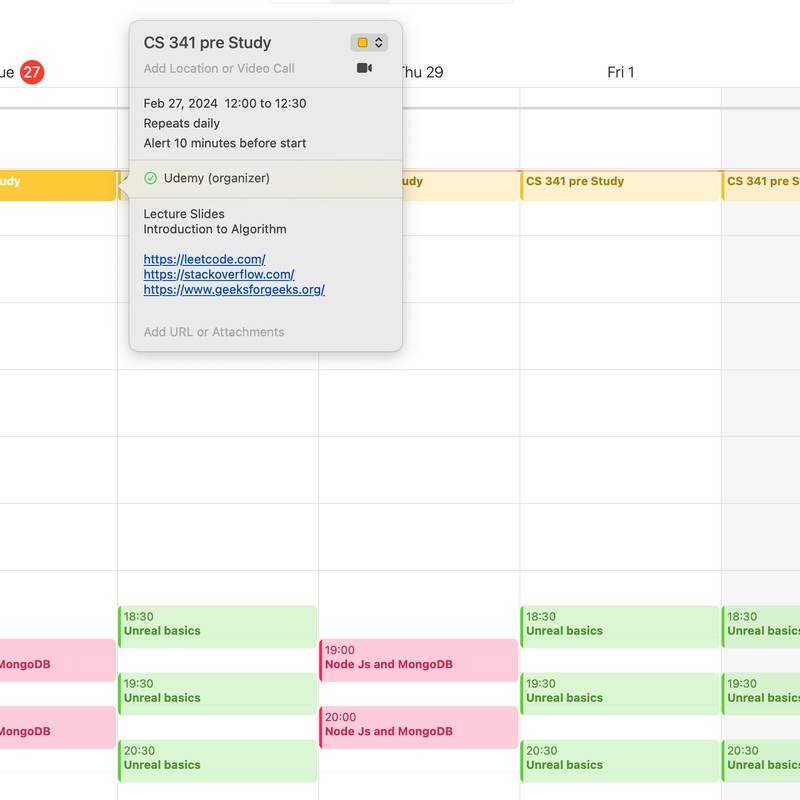 CS 341 pre Study
Add Location or Video Call
27
Thu 29
Fri 1
Feb 27, 2024 12:00 to 12:30
Repeats daily
Alert 10 minutes before start
Udemy (organizer)
Lecture Slides
Introduction to Algorithm
https://leetcode.com/
https://stackoverflow.com/
https://www.geeksforgeeks.org/
Add URL or Attachments
udy
udy
CS 341 pre Study
CS 341 pre S
MongoDB
MongoDB
18:30
Unreal basics
19:30
Unreal basics
20:30
Unreal basics
19:00
Node Js and MongoDB
20:00
Node Js and MongoDB
18:30
Unreal basics
19:30
Unreal basics
20:30
Unreal basics
18:30
Unreal basics
19:30
Unreal basics
20:30
Unreal basics